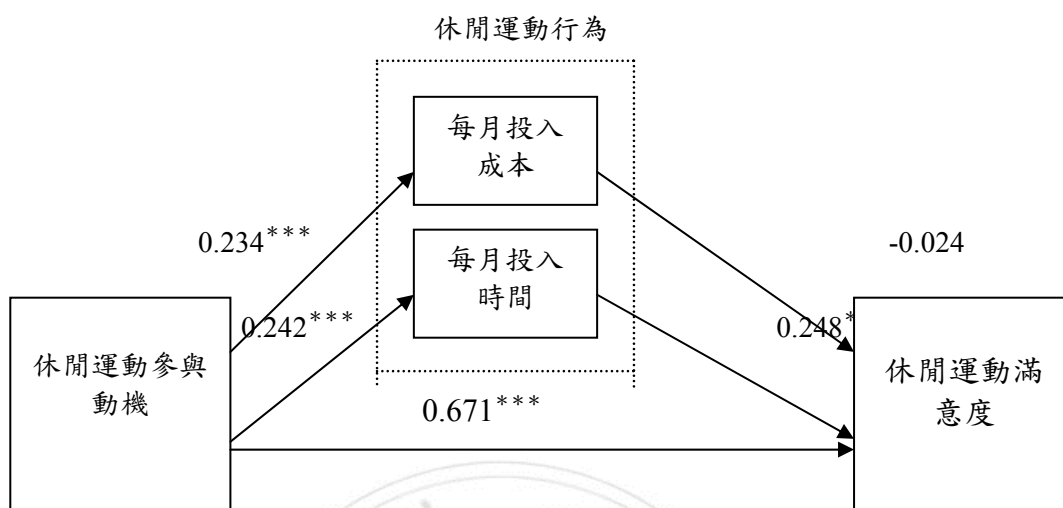 休閒運動行為
每月投入
成本
0.234***
-0.024
每月投入
時間
0.242***
0.248*
休閒運動參與
動機
休閒運動滿
意度
0.671***